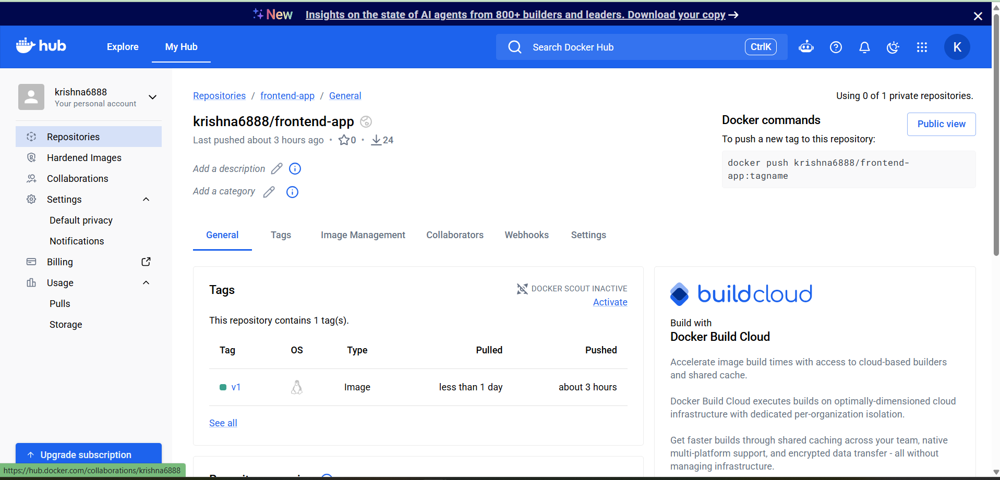 New Insights on the state of AI agents from 800+ builders and leaders. Download your copy →
hub
Explore
My Hub
Search Docker Hub
CtrlK
K
krishna6888
Your personal account
Repositories
Hardened Images
Collaborations
Settings
Default privacy
Notifications
Billing
Usage
Pulls
Storage
Upgrade subscription
https://hub.docker.com/collaborations/krishna6888
Repositories / frontend-app / General
Using 0 of 1 private repositories.
krishna6888/frontend-app
Last pushed about 3 hours ago • 0 • 24
Add a description
Add a category
Docker commands
Public view
To push a new tag to this repository:
docker push krishna6888/frontend-
app:tagname
General
Tags
Image Management
Collaborators
Webhooks
Settings
Tags
DOCKER SCOUT INACTIVE
Activate
This repository contains 1 tag(s).
Tag OS Type Pulled Pushed
v1 Image less than 1 day about 3 hours
See all
buildcloud
Build with
Docker Build Cloud
Accelerate image build times with access to cloud-based builders
and shared cache.
Docker Build Cloud executes builds on optimally-dimensioned cloud
infrastructure with dedicated per-organization isolation.
Get faster builds through shared caching across your team, native
multi-platform support, and encrypted data transfer - all without
managing infrastructure.